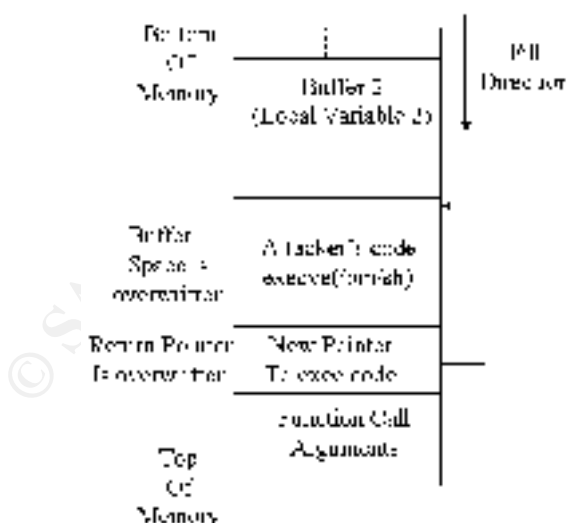 Bottom
Of
Memory
Fill
Direction
Buffer 2
(Local Variable 2)
Buffer
Space is
overwritten
Attacker's code
execve(/bin/sh)
Return Pointer
Is overwritten
New Pointer
To exec code
Function Call
Arguments
Top
Of
Memory
©